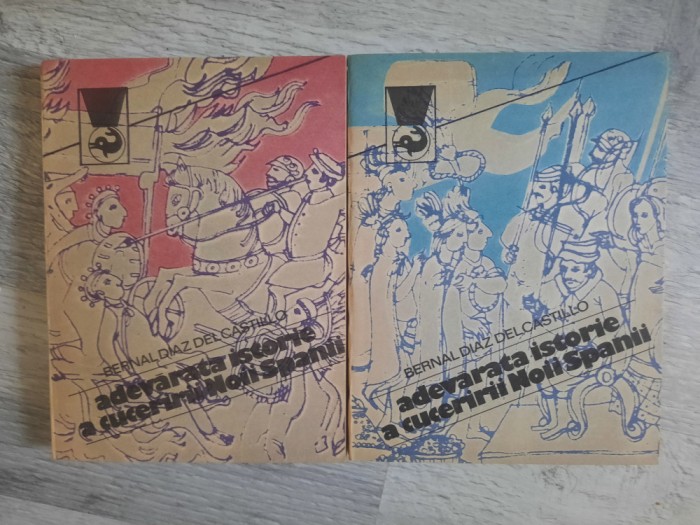 BERNAL DIAZ DEL CASTILLO
adevarata istorie
a cuceririi Noii Spanii
BERNAL DIAZ DEL CASTILLO
adevarata istorie
a cuceririi Noii Spanii